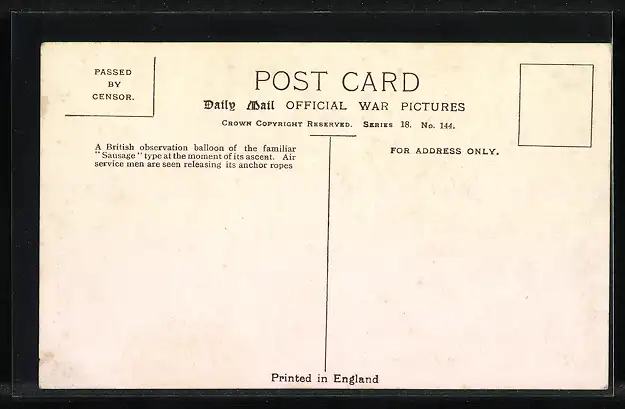 PASSED
BY
CENSOR.
POST CARD
Daily Mail OFFICIAL WAR PICTURES
CROWN COPYRIGHT RESERVED. SERIES 18. No. 144.
A British observation balloon of the familiar
"Sausage" type at the moment of its ascent. Air
service men are seen releasing its anchor ropes
FOR ADDRESS ONLY.
Printed in England